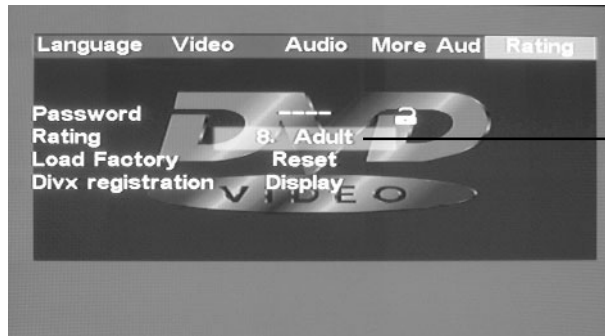 Language Video Audio More Aud Rating
Password ----
Rating 8. Adult
Load Factory Reset
Divx registration Display
DVD
VIDEO